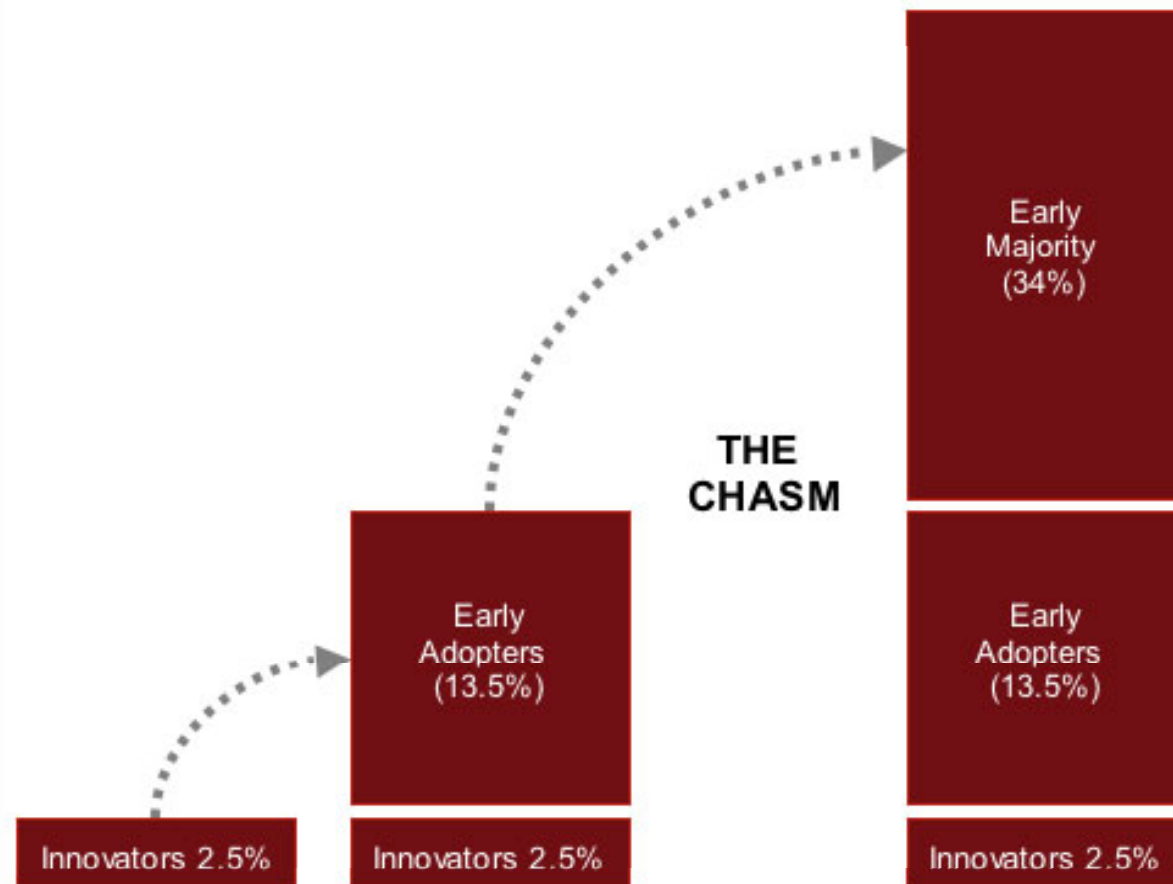 Early
Majority
(34%)
THE
CHASM
Early
Adopters
(13.5%)
Early
Adopters
(13.5%)
Innovators 2.5%
Innovators 2.5%
Innovators 2.5%